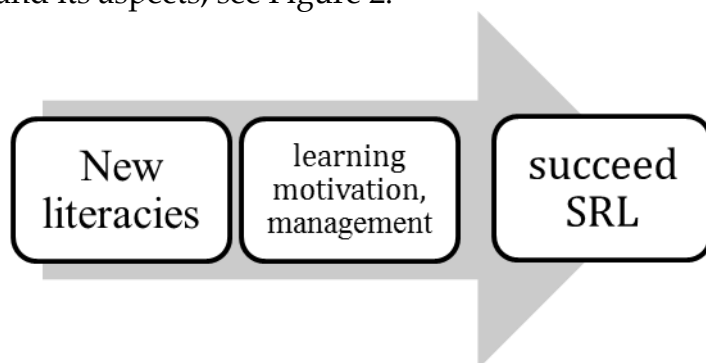 and its aspects, see Figure 2.
New
literacies
learning
motivation,
management
succeed
SRL